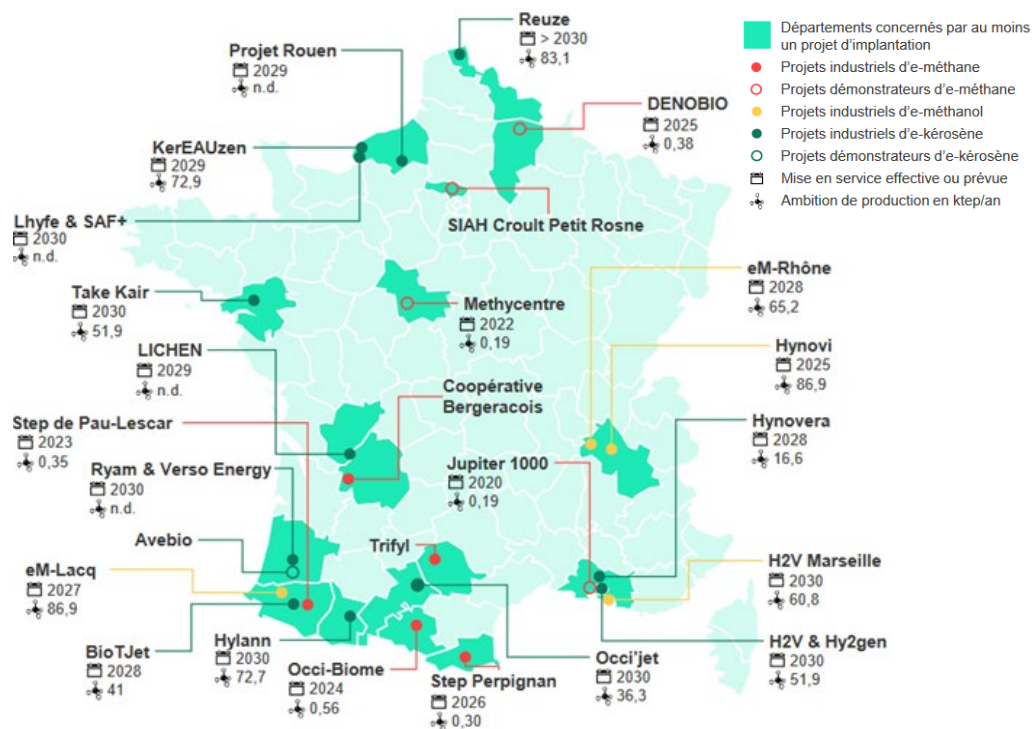 Reuze
> 2030
83,1
Projet Rouen
2029
n.d.
Départements concernés par au moins
un projet d'implantation
Projets industriels d'e-méthane
Projets démonstrateurs d'e-méthane
Projets industriels d'e-méthanol
Projets industriels d'e-kérosène
Projets démonstrateurs d'e-kérosène
Mise en service effective ou prévue
Ambition de production en ktep/an
DENOBIO
2025
0,38
KerEAUzen
2029
72,9
Lhyfe & SAF+
2030
n.d.
SIAH Croult Petit Rosne
Take Kair
2030
51,9
Methycentre
2022
0,19
eM-Rhône
2028
65,2
LICHEN
2029
n.d.
Hynovi
2025
86,9
Coopérative
Bergeracois
Step de Pau-Lescar
2023
0,35
Hynovera
2028
16,6
Ryam & Verso Energy
2030
n.d.
Jupiter 1000
2020
0,19
Avebio
Trifyl
eM-Lacq
2027
86,9
H2V Marseille
2030
60,8
BioTJet
2028
41
Hylann
2030
72,7
Occi-Biome
2024
0,56
Step Perpignan
2026
0,30
Occi'jet
2030
36,3
H2V & Hy2gen
2030
51,9